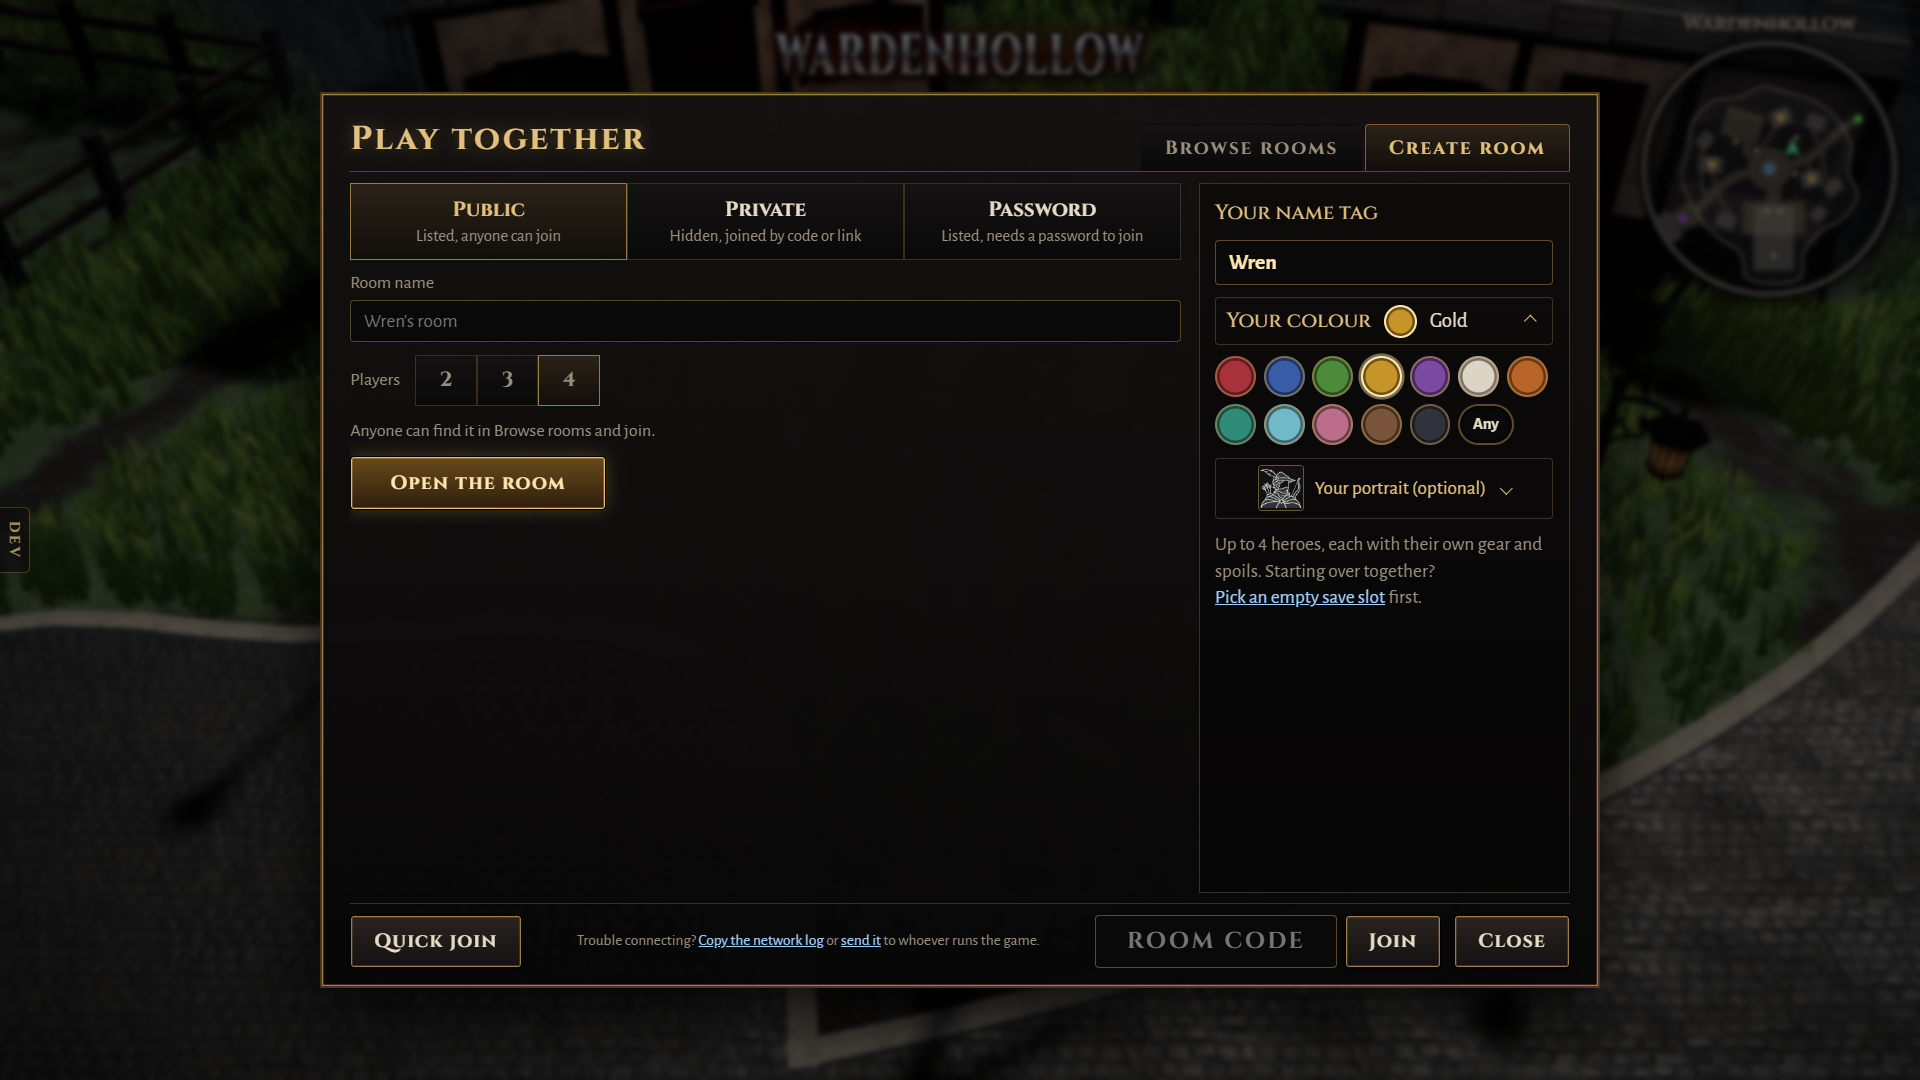 WARDENHOLLOW
WARDENHOLLOW
PLAY TOGETHER
BROWSE ROOMS
CREATE ROOM
PUBLIC
Listed, anyone can join
PRIVATE
Hidden, joined by code or link
PASSWORD
Listed, needs a password to join
Room name
Wren's room
Players
2
3
4
Anyone can find it in Browse rooms and join.
OPEN THE ROOM
YOUR NAME TAG
Wren
YOUR COLOUR
Gold
Any
Your portrait (optional)
Up to 4 heroes, each with their own gear and
spoils. Starting over together?
Pick an empty save slot first.
DEV
QUICK JOIN
Trouble connecting? Copy the network log or send it to whoever runs the game.
ROOM CODE
JOIN
CLOSE